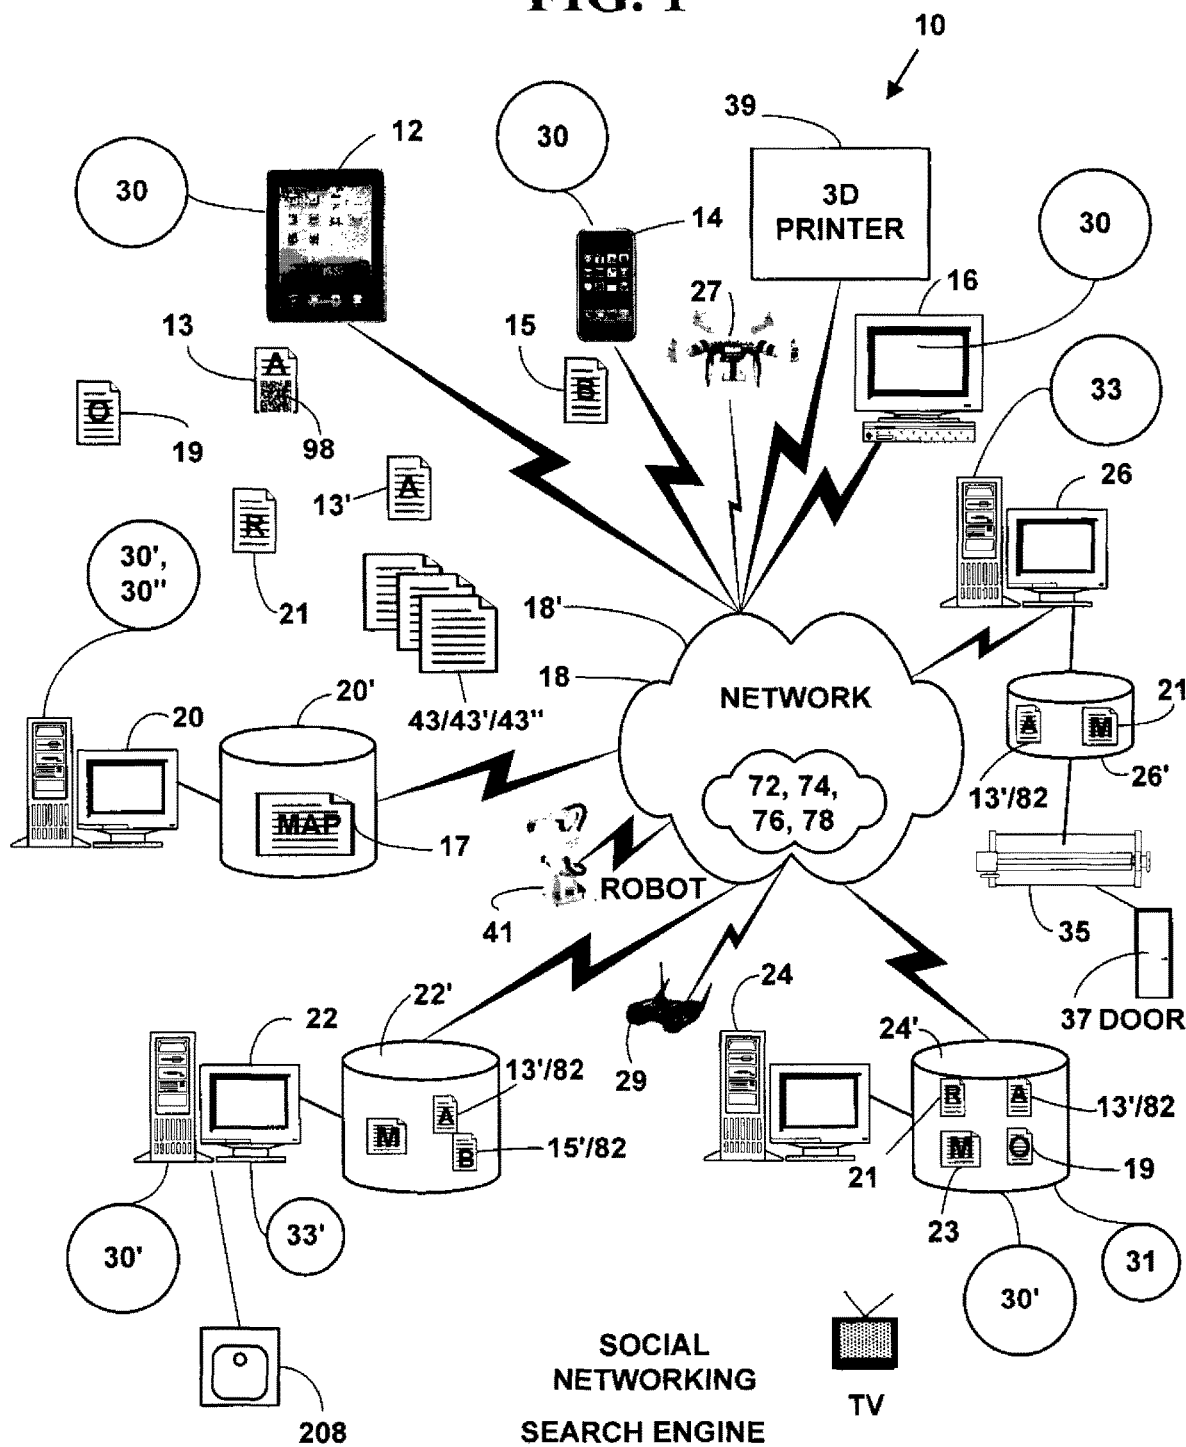 FIG. 1
10
39
30
12
30
3D
PRINTER
14
30
27
16
13
A
15
B
33
O
19
98
13'
A
26
R
30',
30"
21
18'
18
NETWORK
20'
20
43/43'/43"
21
A
M
72, 74,
76, 78
13'/82
26'
MAP
17
ROBOT
41
35
24
22'
22
37 DOOR
24'
29
13'/82
R
A
13'/82
M
A
B
15'/82
M
O
21
19
23
33'
30'
31
30'
SOCIAL
NETWORKING
TV
208
SEARCH ENGINE